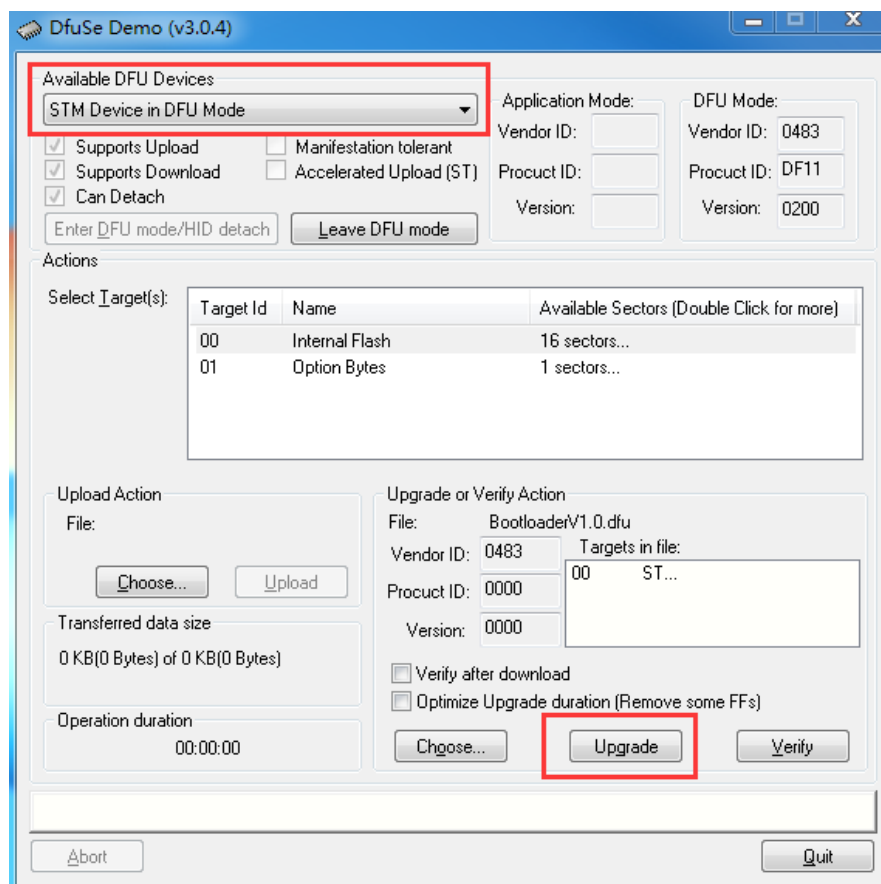 DfuSe Demo (v3.0.4)
Available DFU Devices
STM Device in DFU Mode
Supports Upload
Manifestation tolerant
Supports Download
Accelerated Upload (ST)
Can Detach
Enter DFU mode/HID detach
Leave DFU mode
Application Mode:
Vendor ID:
Procuct ID:
Version:
DFU Mode:
Vendor ID: 0483
Procuct ID: DF11
Version: 0200
Actions
Select Target(s):
Target Id Name Available Sectors (Double Click for more)
00 Internal Flash 16 sectors...
01 Option Bytes 1 sectors...
Upload Action
File:
Choose... Upload
Transferred data size
0 KB(0 Bytes) of 0 KB(0 Bytes)
Operation duration
00:00:00
Upgrade or Verify Action
File: BootloaderV1.0.dfu
Vendor ID: 0483
Procuct ID: 0000
Version: 0000
Targets in file:
00 ST...
Verify after download
Optimize Upgrade duration (Remove some FFs)
Choose... Upgrade Verify
Abort Quit